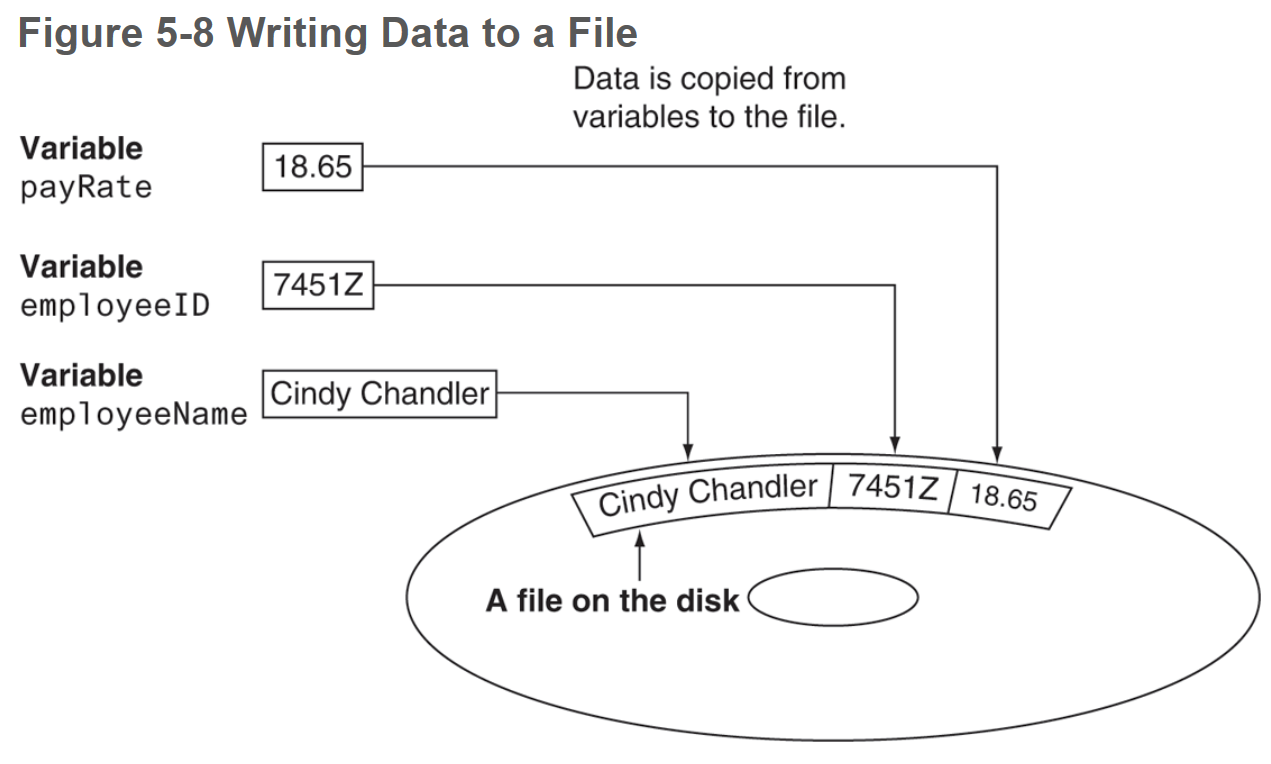 Figure 5-8 Writing Data to a File
Data is copied from
variables to the file.
Variable
payRate
18.65
Variable
employeeID
7451Z
Variable
employeeName
Cindy Chandler
Cindy Chandler
7451Z
18.65
A file on the disk